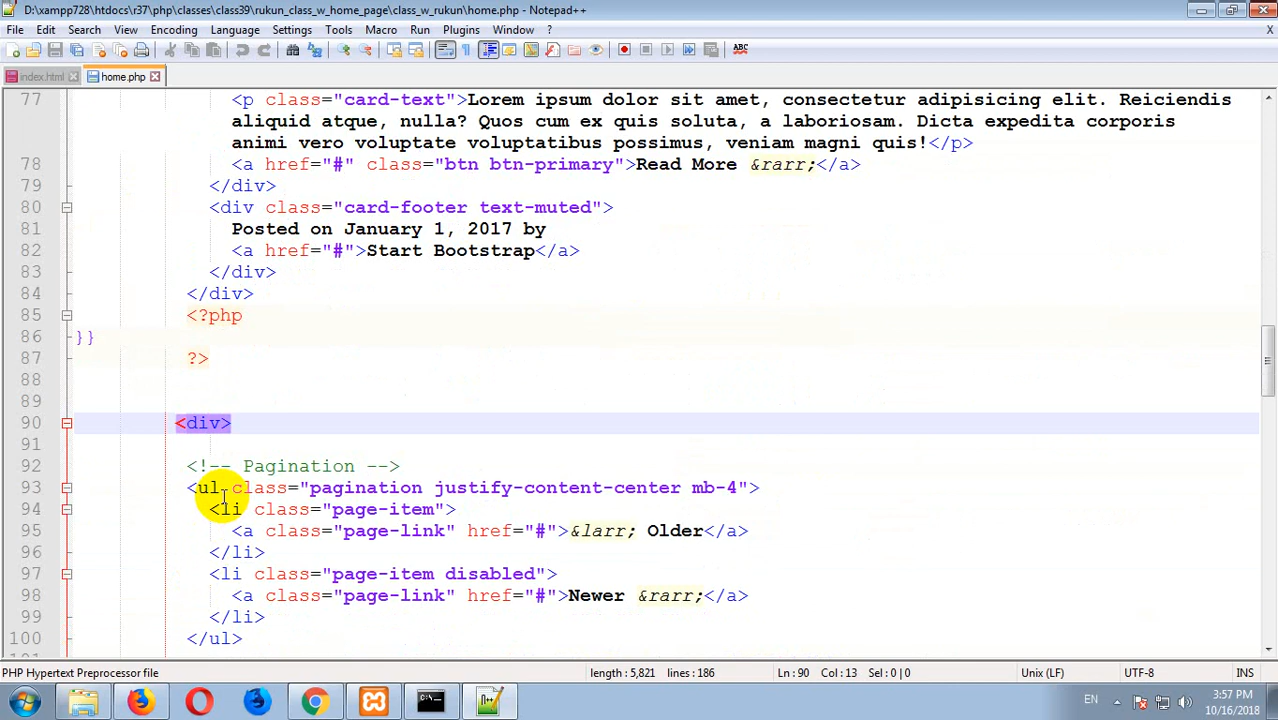 D:\xampp728\htdocs\r37\php\classes\class39\rukun_class_w_home_page\class_w_rukun\home.php - Notepad++
File Edit Search View Encoding Language Settings Tools Macro Run Plugins Window ? X
ABC
index.html home.php
77 <p class="card-text">Lorem ipsum dolor sit amet, consectetur adipisicing elit. Reiciendis
aliquid atque, nulla? Quos cum ex quis soluta, a laboriosam. Dicta expedita corporis
animi vero voluptate voluptatibus possimus, veniam magni quis!</p>
78 <a href="#" class="btn btn-primary">Read More &rarr;</a>
79 </div>
80 <div class="card-footer text-muted">
81 Posted on January 1, 2017 by
82 <a href="#">Start Bootstrap</a>
83 </div>
84 </div>
85 <?php
86 }}
87 ?>
88
89
90 <div>
91
92 <!-- Pagination -->
93 <ul class="pagination justify-content-center mb-4">
94 <li class="page-item">
95 <a class="page-link" href="#">&larr; Older</a>
96 </li>
97 <li class="page-item disabled">
98 <a class="page-link" href="#">Newer &rarr;</a>
99 </li>
100 </ul>
PHP Hypertext Preprocessor file length : 5,821 lines : 186 Ln : 90 Col : 13 Sel : 0 | 0 Unix (LF) UTF-8 INS
EN 3:57 PM
10/16/2018